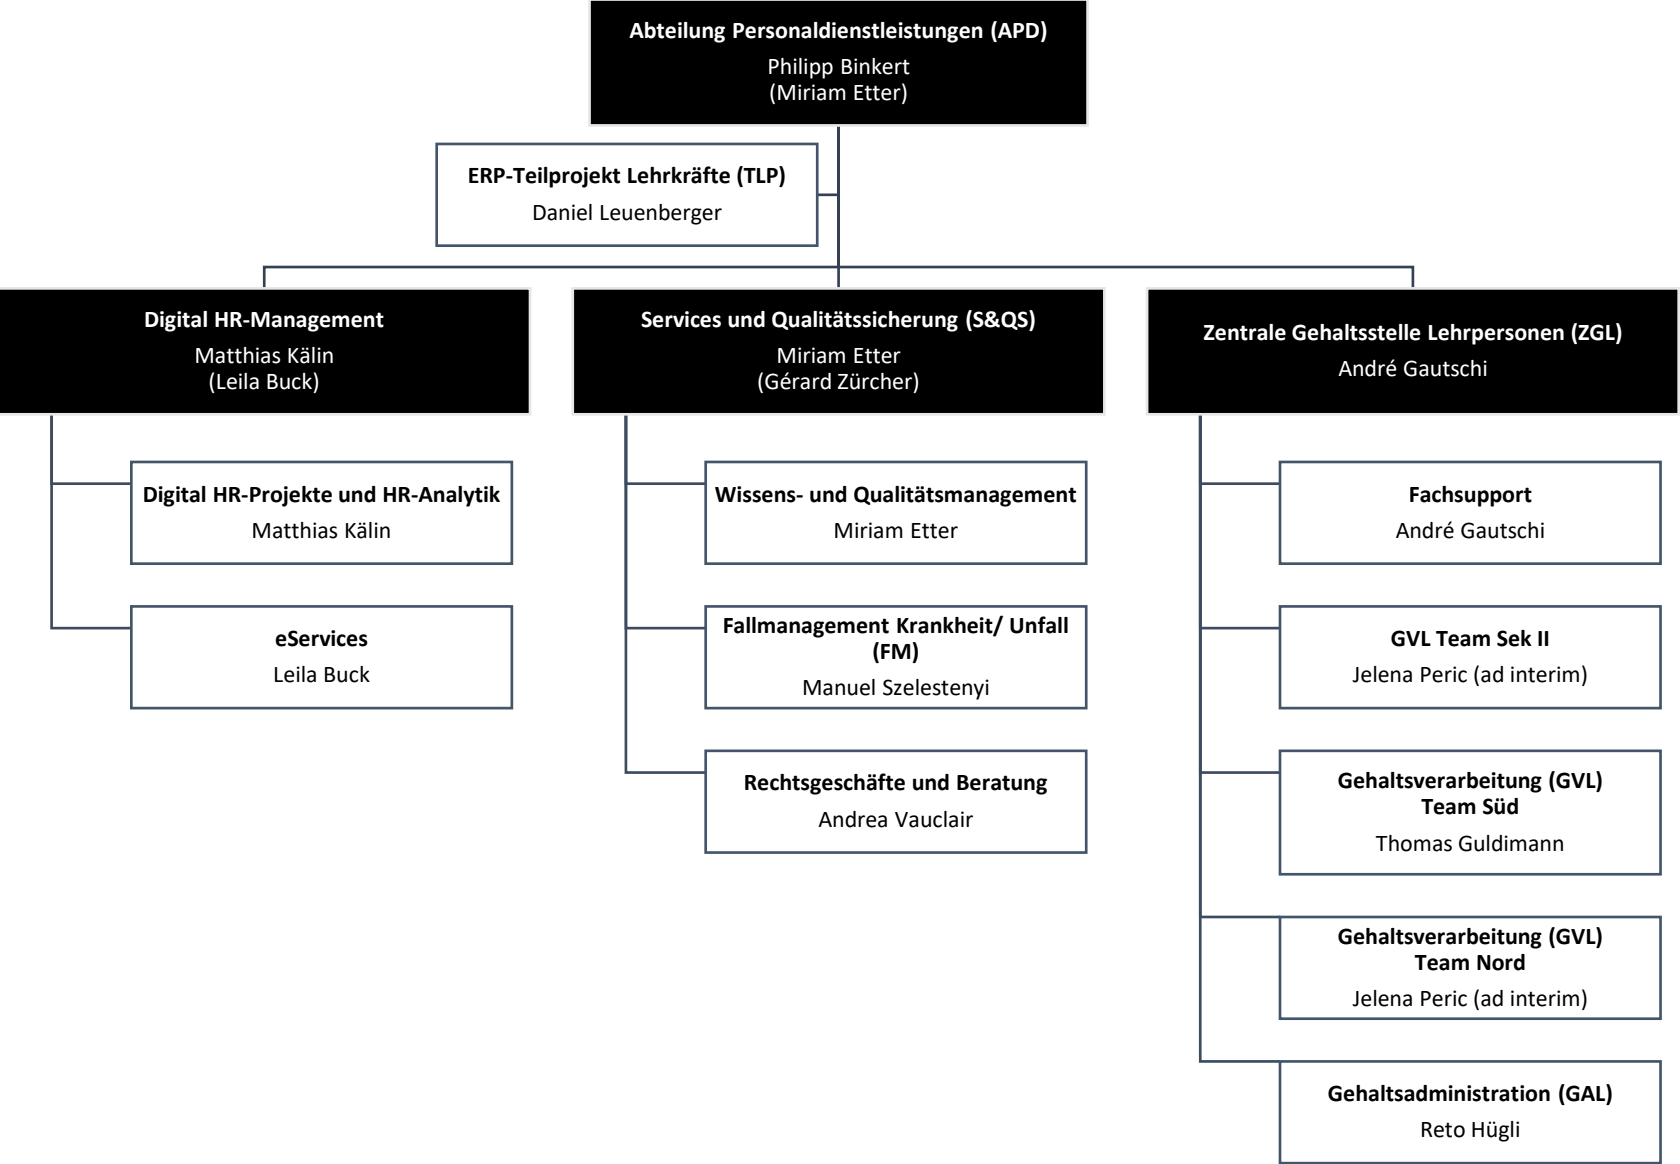 Abteilung Personaldienstleistungen (APD)
Philipp Binkert
(Miriam Etter)
ERP-Teilprojekt Lehrkräfte (TLP)
Daniel Leuenberger
Digital HR-Management
Matthias Kälin
(Leila Buck)
Digital HR-Projekte und HR-Analytik
Matthias Kälin
eServices
Leila Buck
Services und Qualitätssicherung (S&QS)
Miriam Etter
(Gérard Zürcher)
Wissens- und Qualitätsmanagement
Miriam Etter
Fallmanagement Krankheit/ Unfall
(FM)
Manuel Szelestenyi
Rechtsgeschäfte und Beratung
Andrea Vauclair
Zentrale Gehaltsstelle Lehrpersonen (ZGL)
André Gautschi
Fachsupport
André Gautschi
GVL Team Sek II
Jelena Peric (ad interim)
Gehaltsverarbeitung (GVL)
Team Süd
Thomas Guldimann
Gehaltsverarbeitung (GVL)
Team Nord
Jelena Peric (ad interim)
Gehaltsadministration (GAL)
Reto Hügli